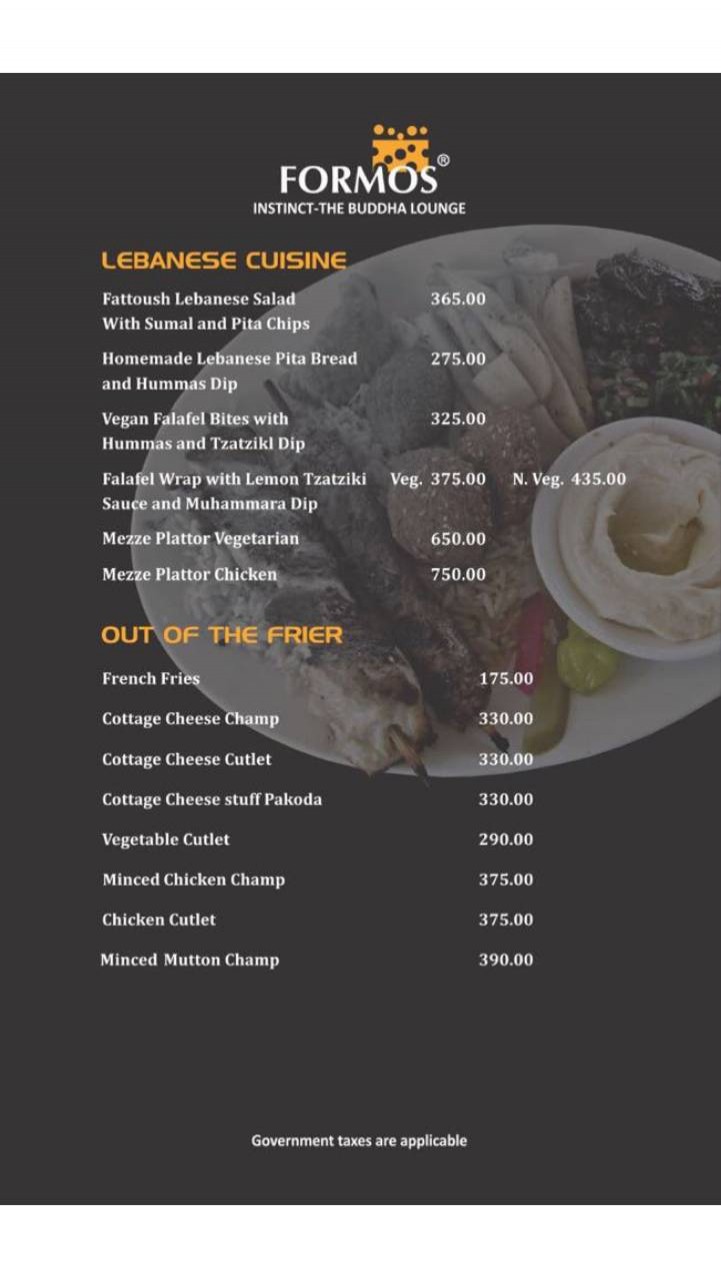 FORMOS®
INSTINCT-THE BUDDHA LOUNGE
LEBANESE CUISINE
Fattoush Lebanese Salad 365.00
With Sumal and Pita Chips
Homemade Lebanese Pita Bread 275.00
and Hummas Dip
Vegan Falafel Bites with 325.00
Hummas and Tzatzikl Dip
Falafel Wrap with Lemon Tzatziki Veg. 375.00 N. Veg. 435.00
Sauce and Muhammara Dip
Mezze Plattor Vegetarian 650.00
Mezze Plattor Chicken 750.00
OUT OF THE FRIER
French Fries 175.00
Cottage Cheese Champ 330.00
Cottage Cheese Cutlet 330.00
Cottage Cheese stuff Pakoda 330.00
Vegetable Cutlet 290.00
Minced Chicken Champ 375.00
Chicken Cutlet 375.00
Minced Mutton Champ 390.00
Government taxes are applicable